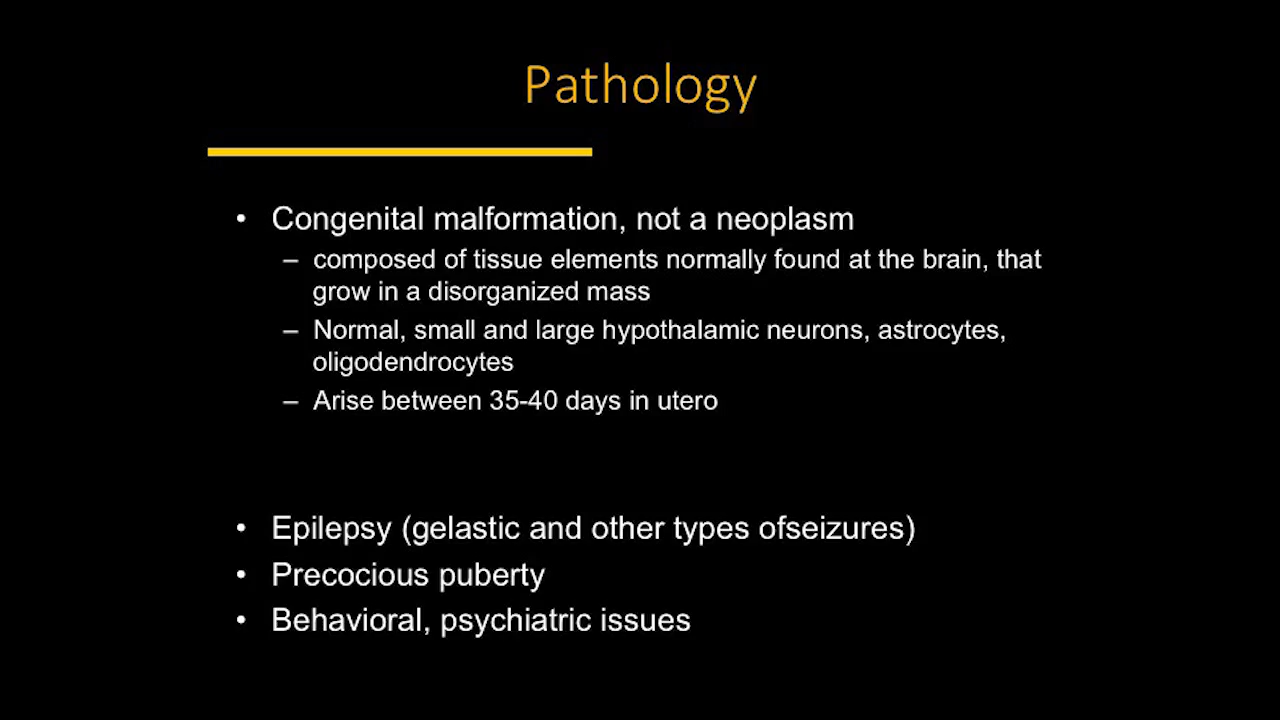 Pathology
• Congenital malformation, not a neoplasm
– composed of tissue elements normally found at the brain, that
grow in a disorganized mass
– Normal, small and large hypothalamic neurons, astrocytes,
oligodendrocytes
– Arise between 35-40 days in utero
• Epilepsy (gelastic and other types ofseizures)
• Precocious puberty
• Behavioral, psychiatric issues